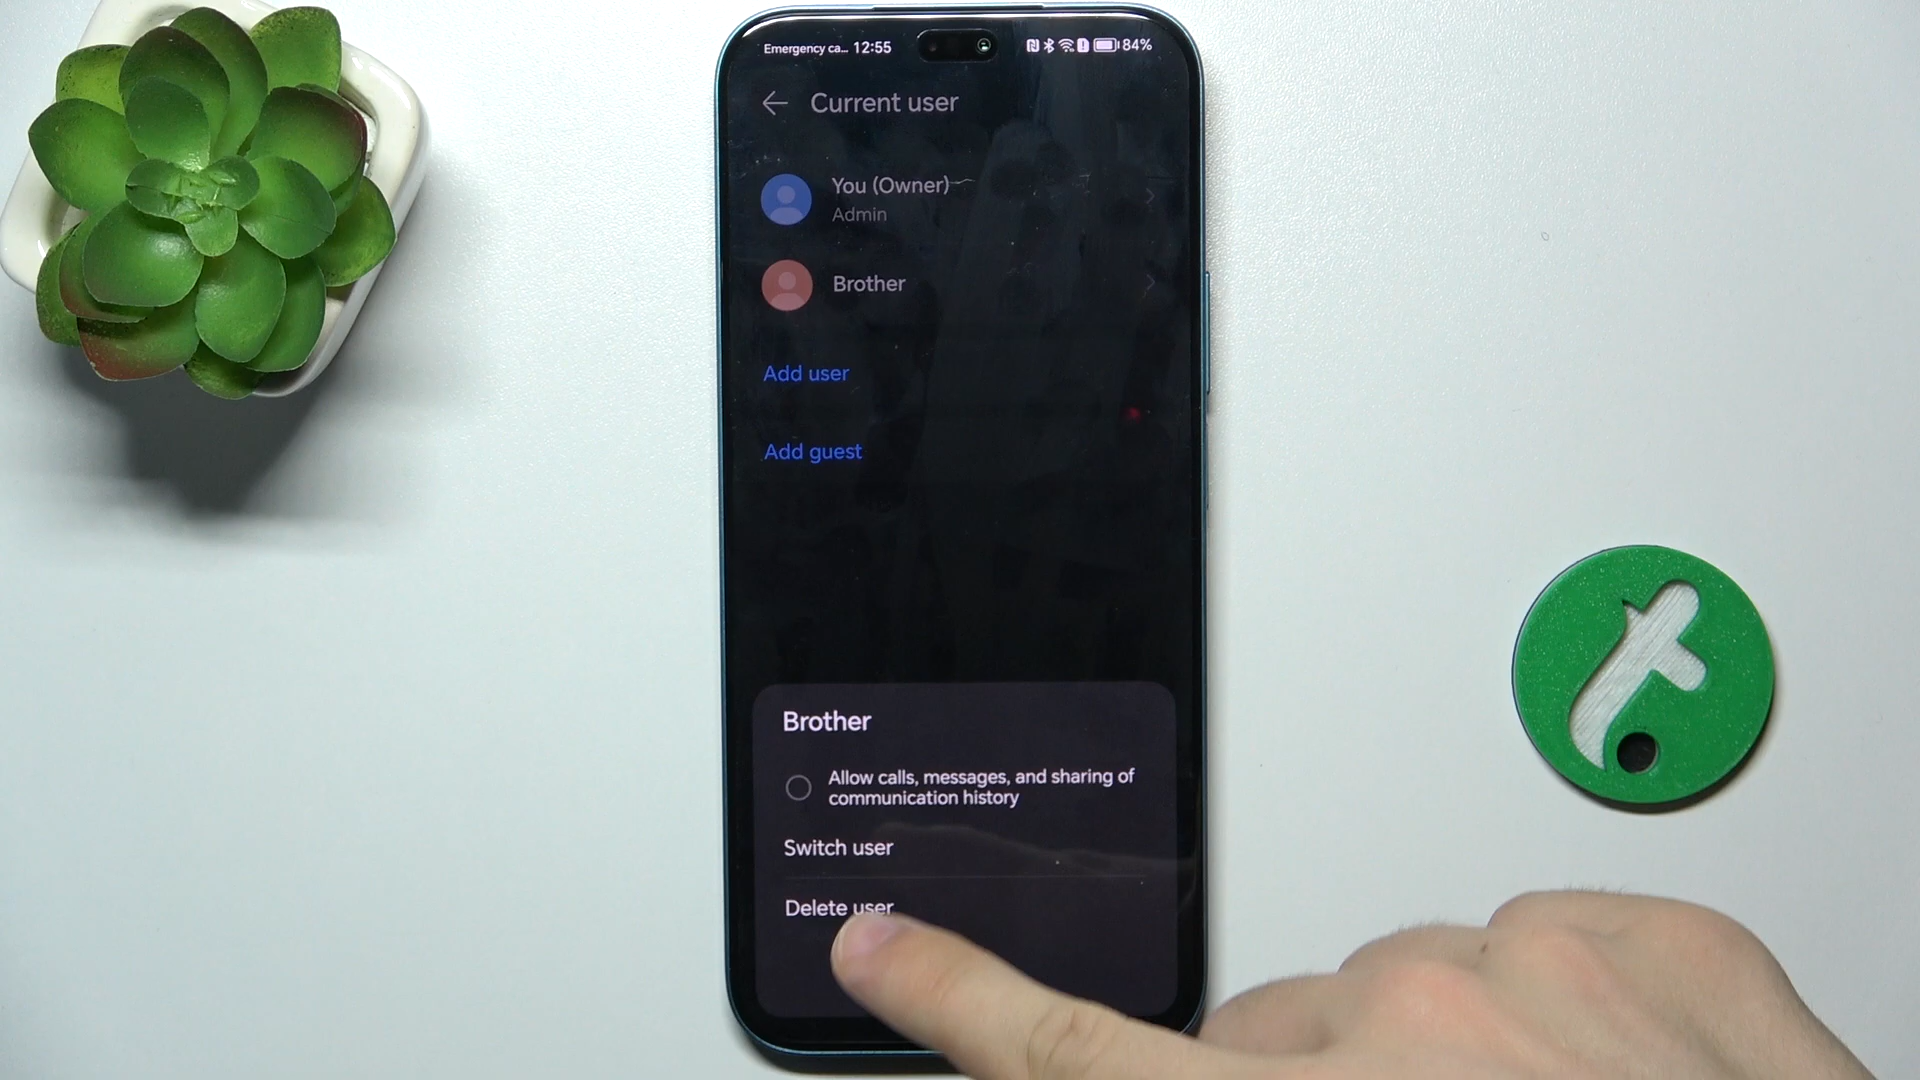 Emergency ca... 12:55
84%
Current user
You (Owner)
Admin
Brother
Add user
Add guest
Brother
Allow calls, messages, and sharing of
communication history
Switch user
Delete user